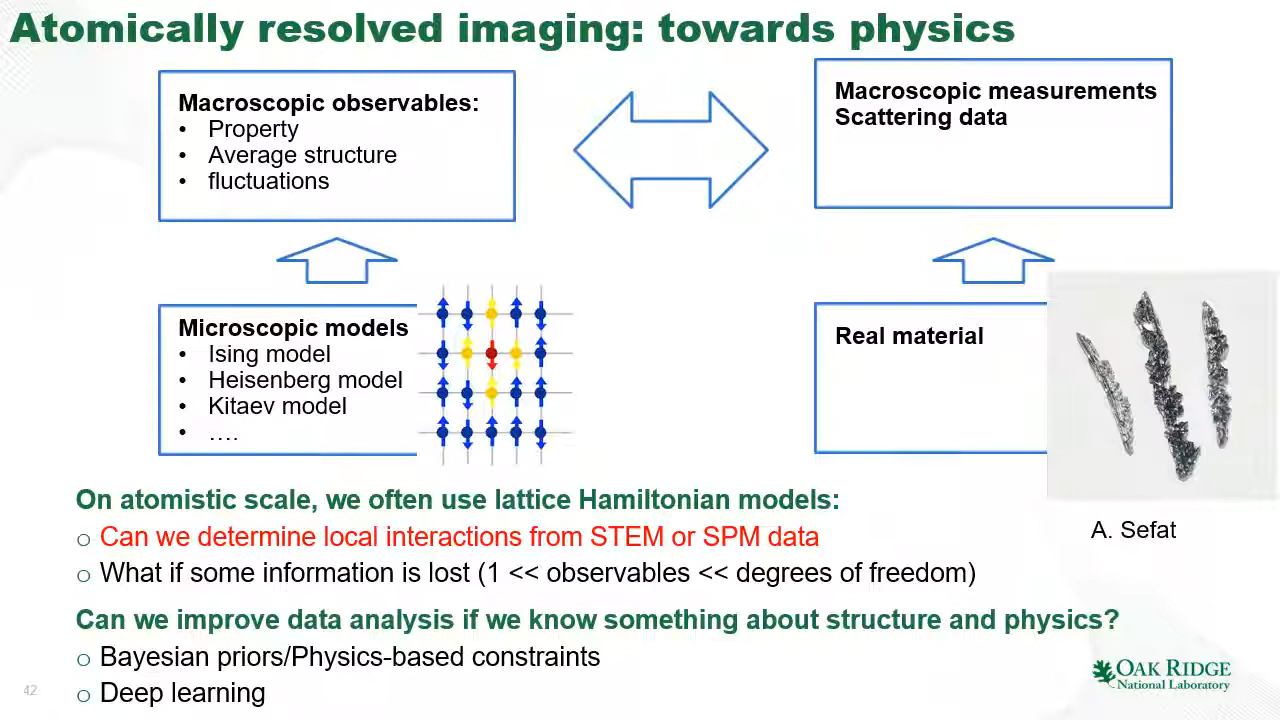 Atomically resolved imaging: towards physics
Macroscopic observables:
• Property
• Average structure
• fluctuations
Macroscopic measurements
Scattering data
Microscopic models
• Ising model
• Heisenberg model
• Kitaev model
• ….
Real material
On atomistic scale, we often use lattice Hamiltonian models:
o Can we determine local interactions from STEM or SPM data
o What if some information is lost (1 << observables << degrees of freedom)
A. Sefat
Can we improve data analysis if we know something about structure and physics?
o Bayesian priors/Physics-based constraints
o Deep learning
42
OAK RIDGE
National Laboratory